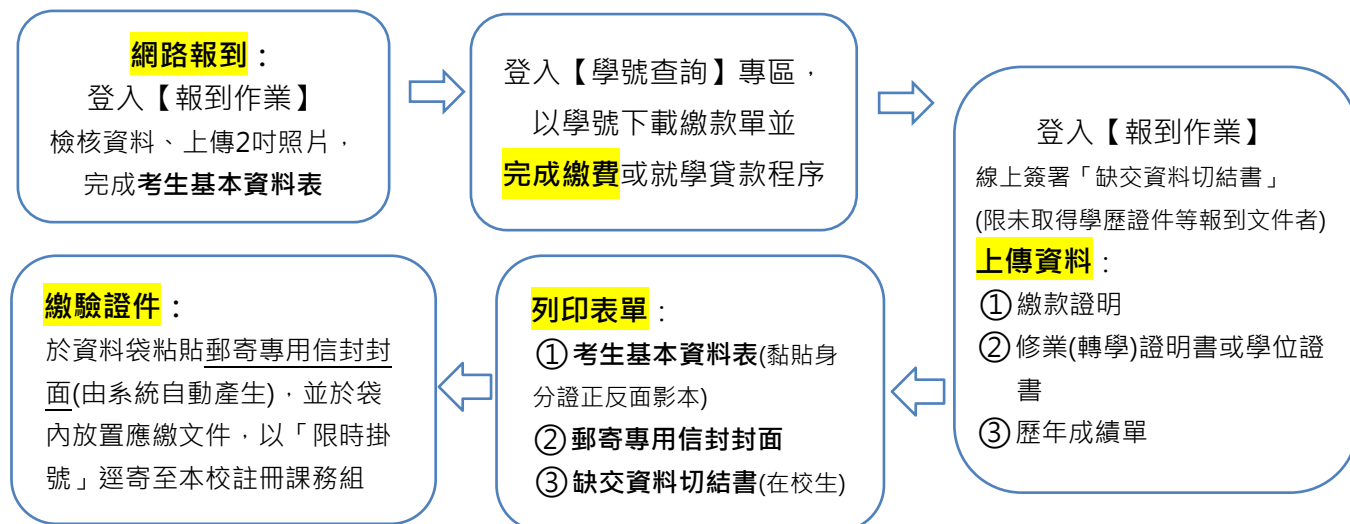 網路報到：
登入【報到作業】
檢核資料、上傳2吋照片，
完成考生基本資料表
登入【學號查詢】專區，
以學號下載繳款單並
完成繳費或就學貸款程序
登入【報到作業】
線上簽署「缺交資料切結書」
(限未取得學歷證件等報到文件者)
上傳資料：
①繳款證明
②修業(轉學)證明書或學位證
書
③歷年成績單
列印表單：
①考生基本資料表(黏貼身
分證正反面影本)
②郵寄專用信封封面
③缺交資料切結書(在校生)
繳驗證件：
於資料袋粘貼郵寄專用信封封
面(由系統自動產生)，並於袋
內放置應繳文件，以「限時掛
號」逕寄至本校註冊課務組